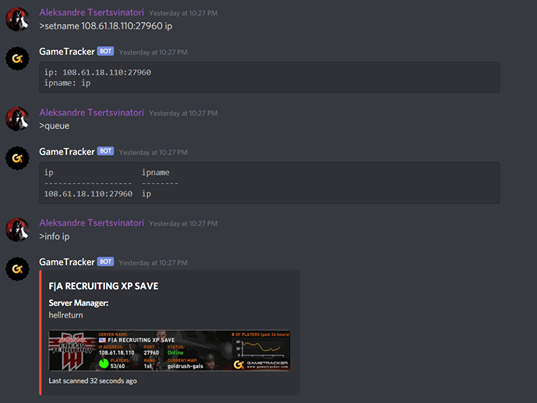 Aleksandre Tsertsvinatori Yesterday at 10:27 PM
>setname 108.61.18.110:27960 ip
GameTracker BOT Yesterday at 10:27 PM
ip: 108.61.18.110:27960
ipname: ip
Aleksandre Tsertsvinatori Yesterday at 10:27 PM
>queue
GameTracker BOT Yesterday at 10:27 PM
ip ipname
------------------- --------
108.61.18.110:27960 ip
Aleksandre Tsertsvinatori Yesterday at 10:27 PM
>info ip
GameTracker BOT Yesterday at 10:27 PM
F|A RECRUITING XP SAVE
Server Manager:
hellreturn
SERVER NAME: # OF PLAYERS (past 24 hours)
F|A RECRUITING XP SAVE
IP ADDRESS: PORT: STATUS:
108.61.18.110 27960 Online
PLAYERS: RANK: CURRENT MAP:
53/60 1st goldrush-gals
GAMETRACKER
www.gametracker.com
Last scanned 32 seconds ago